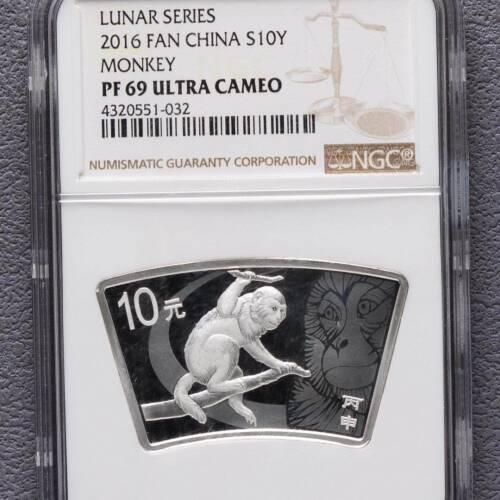 LUNAR SERIES
2016 FAN CHINA S10Y
MONKEY
PF 69 ULTRA CAMEO
4320551-032
NUMISMATIC GUARANTY CORPORATION
NGC®
10元
丙
申